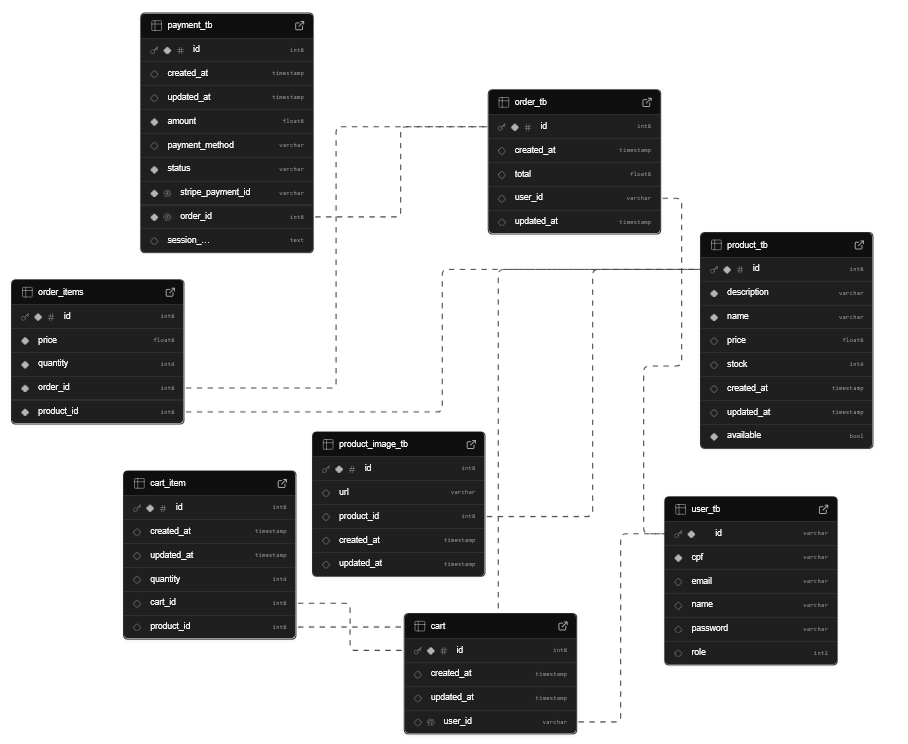 payment_tb
id int8
created_at timestamp
updated_at timestamp
amount float8
payment_method varchar
status varchar
stripe_payment_id varchar
order_id int8
session_... text
order_tb
id int8
created_at timestamp
total float8
user_id varchar
updated_at timestamp
product_tb
id int8
description varchar
name varchar
price float8
stock int4
created_at timestamp
updated_at timestamp
available bool
order_items
id int8
price float8
quantity int4
order_id int8
product_id int8
product_image_tb
id int8
url varchar
product_id int8
created_at timestamp
updated_at timestamp
cart_item
id int8
created_at timestamp
updated_at timestamp
quantity int4
cart_id int8
product_id int8
user_tb
id varchar
cpf varchar
email varchar
name varchar
password varchar
role int2
cart
id int8
created_at timestamp
updated_at timestamp
user_id varchar